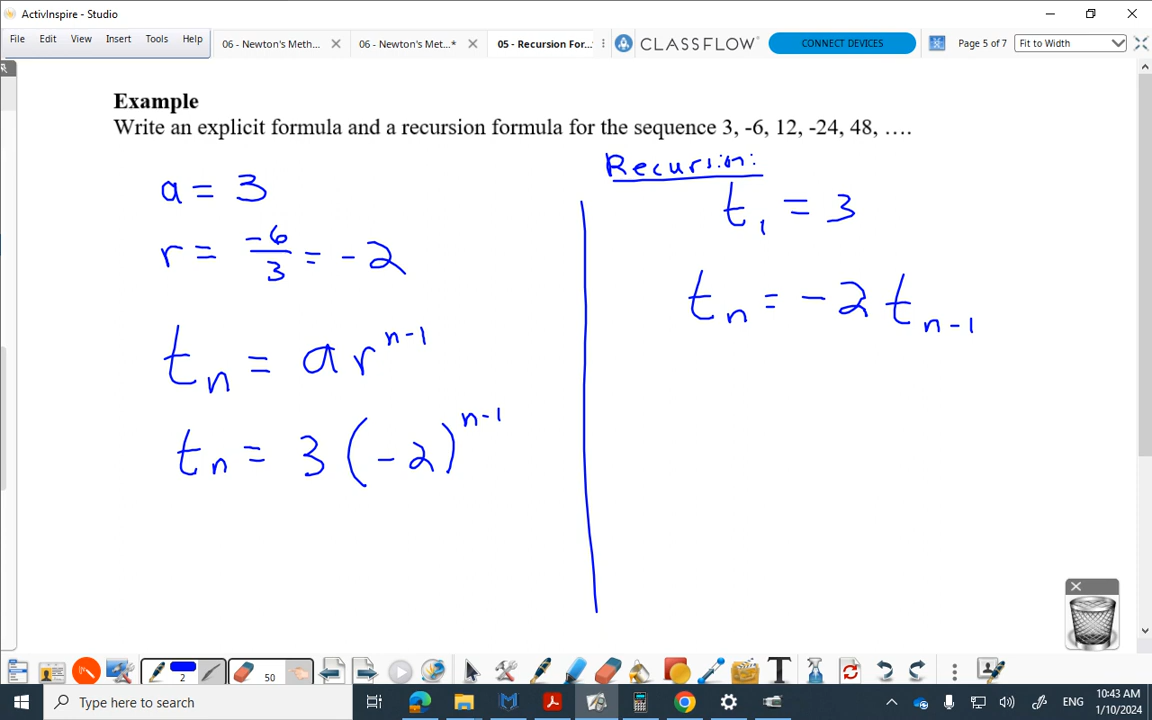 ActivInspire - Studio
File Edit View Insert Tools Help
06 - Newton's Meth... 06 - Newton's Met...* 05 - Recursion For... CLASSFLOW CONNECT DEVICES Page 5 of 7 Fit to Width
Example
Write an explicit formula and a recursion formula for the sequence 3, -6, 12, -24, 48, ….
a = 3
r = -6/3 = -2
tₙ = arⁿ⁻¹
tₙ = 3(-2)ⁿ⁻¹
Recursion:
t₁ = 3
tₙ = -2tₙ₋₁
2 50
Type here to search
ENG
10:43 AM
1/10/2024